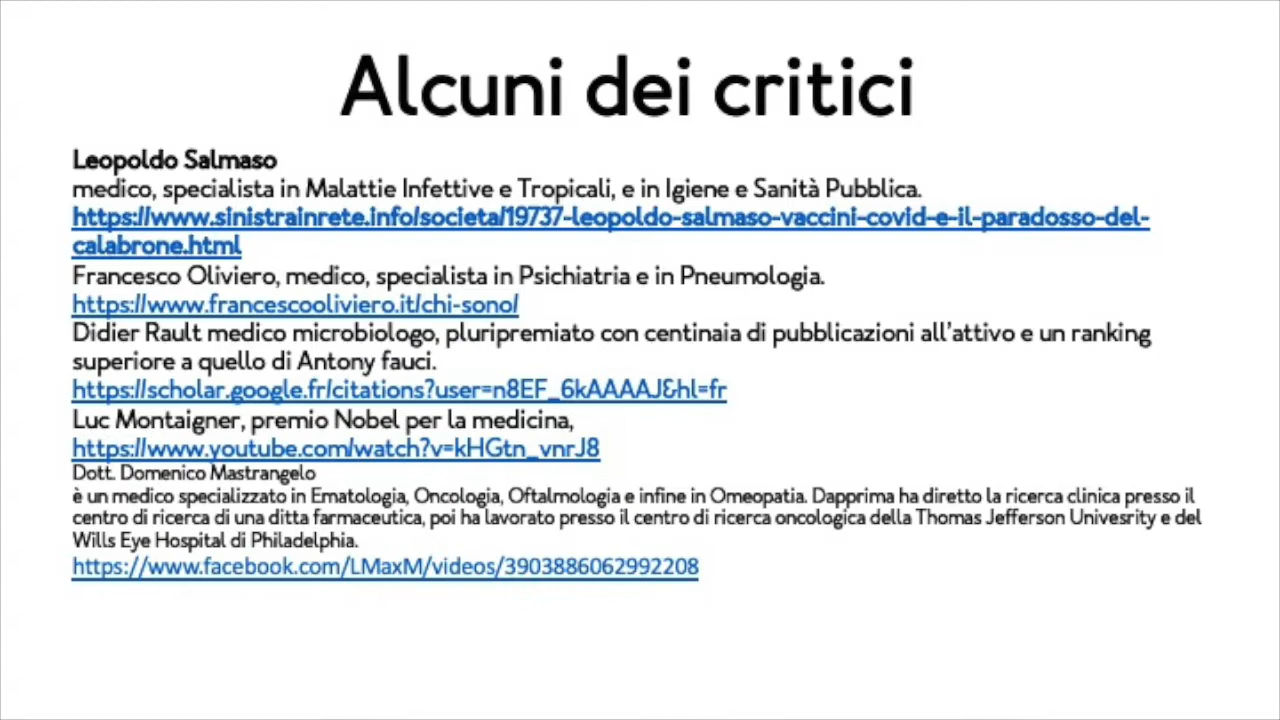 Alcuni dei critici
Leopoldo Salmaso
medico, specialista in Malattie Infettive e Tropicali, e in Igiene e Sanità Pubblica.
https://www.sinistrainrete.info/societa/19737-leopoldo-salmaso-vaccini-covid-e-il-paradosso-del-
calabrone.html
Francesco Oliviero, medico, specialista in Psichiatria e in Pneumologia.
https://www.francescooliviero.it/chi-sono/
Didier Rault medico microbiologo, pluripremiato con centinaia di pubblicazioni all'attivo e un ranking
superiore a quello di Antony fauci.
https://scholar.google.fr/citations?user=n8EF_6kAAAAJ&hl=fr
Luc Montaigner, premio Nobel per la medicina,
https://www.youtube.com/watch?v=kHGtn_vnrJ8
Dott. Domenico Mastrangelo
è un medico specializzato in Ematologia, Oncologia, Oftalmologia e infine in Omeopatia. Dapprima ha diretto la ricerca clinica presso il
centro di ricerca di una ditta farmaceutica, poi ha lavorato presso il centro di ricerca oncologica della Thomas Jefferson Univesrity e del
Wills Eye Hospital di Philadelphia.
https://www.facebook.com/LMaxM/videos/3903886062992208